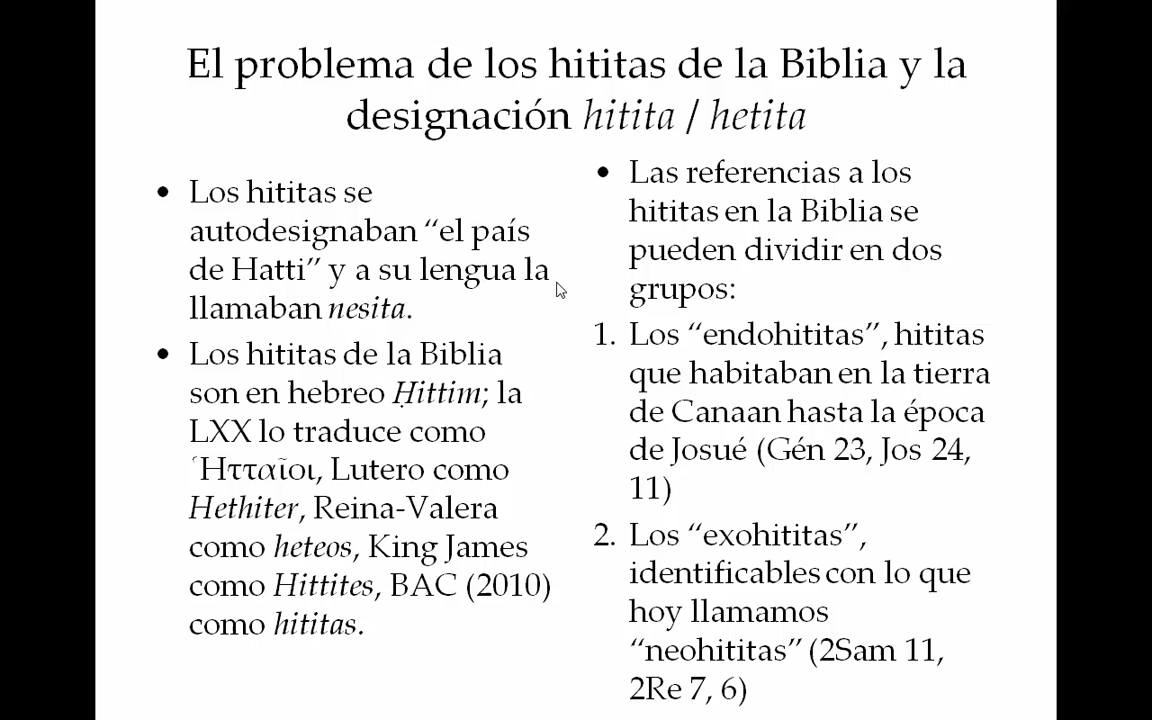 El problema de los hititas de la Biblia y la
designación hitita / hetita
• Los hititas se
autodesignaban “el país
de Hatti” y a su lengua la
llamaban nesita.
• Los hititas de la Biblia
son en hebreo Ḥittim; la
LXX lo traduce como
῾Ητταῖοι, Lutero como
Hethiter, Reina-Valera
como heteos, King James
como Hittites, BAC (2010)
como hititas.
• Las referencias a los
hititas en la Biblia se
pueden dividir en dos
grupos:
1. Los “endohititas”, hititas
que habitaban en la tierra
de Canaan hasta la época
de Josué (Gén 23, Jos 24,
11)
2. Los “exohititas”,
identificables con lo que
hoy llamamos
“neohititas” (2Sam 11,
2Re 7, 6)